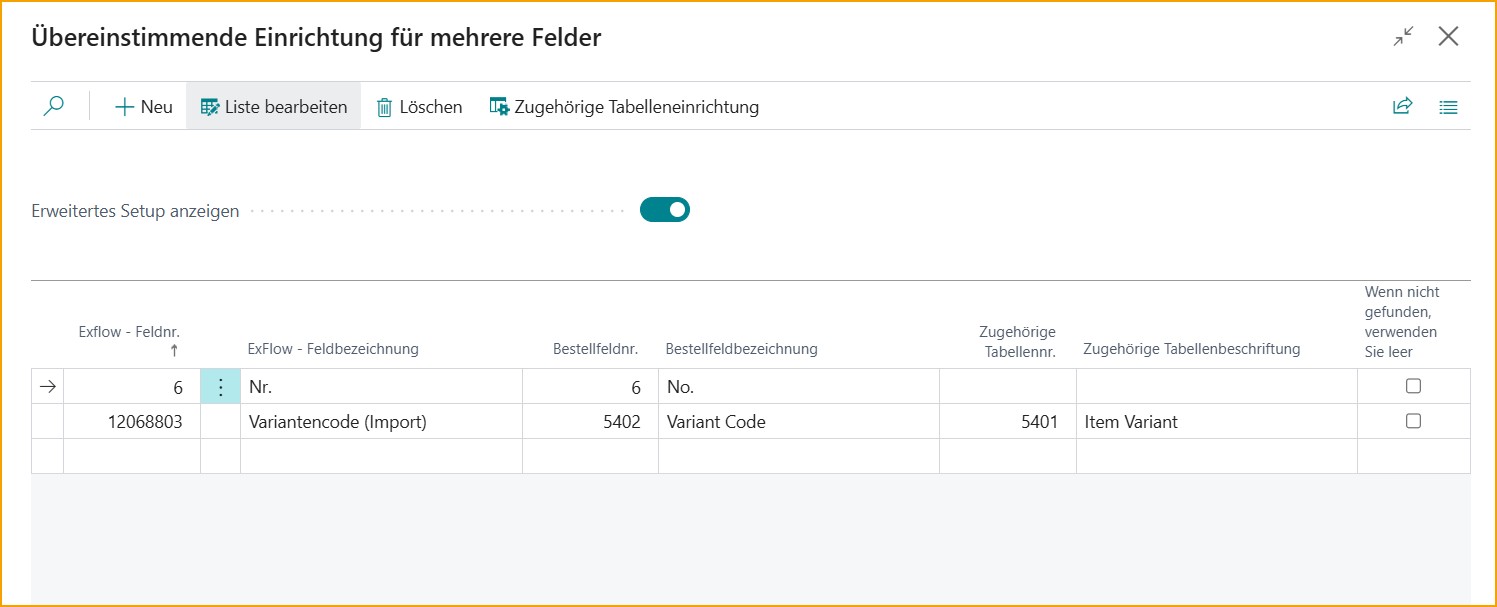 Übereinstimmende Einrichtung für mehrere Felder
Neu Liste bearbeiten Löschen Zugehörige Tabelleneinrichtung
Erweitertes Setup anzeigen
Exflow - Feldnr. ExFlow - Feldbezeichnung Bestellfeldnr. Bestellfeldbezeichnung Zugehörige Tabellennr. Zugehörige Tabellenbeschriftung Wenn nicht gefunden, verwenden Sie leer
6 Nr. 6 No.
12068803 Variantencode (Import) 5402 Variant Code 5401 Item Variant